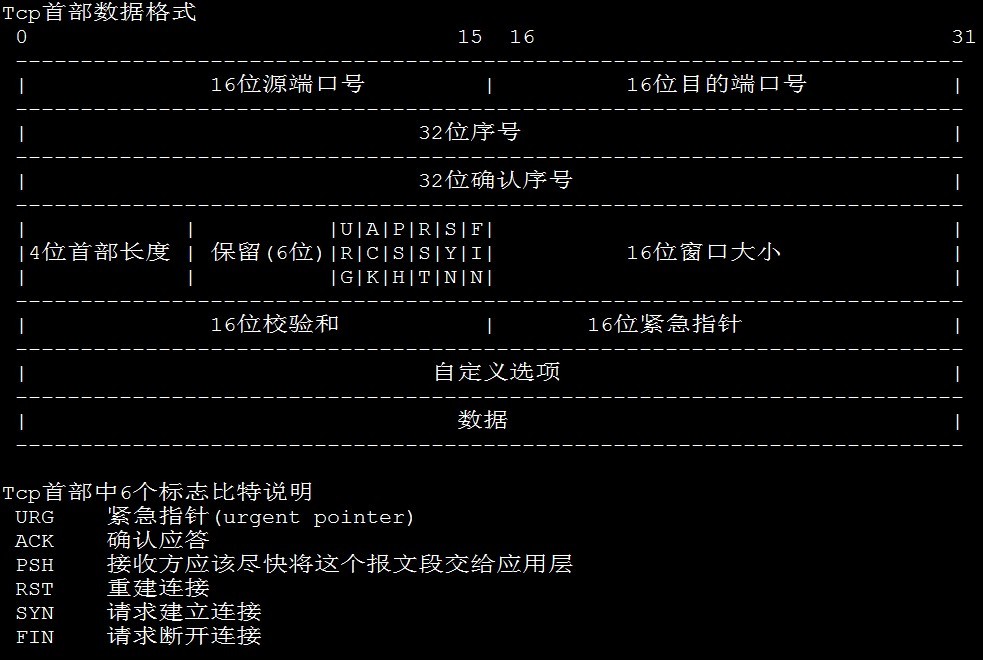 Tcp首部数据格式
0 15 16 31
------------------------------------------------------------------------
| 16位源端口号 | 16位目的端口号 |
------------------------------------------------------------------------
| 32位序号 |
------------------------------------------------------------------------
| 32位确认序号 |
------------------------------------------------------------------------
| | |U|A|P|R|S|F| |
|4位首部长度 | 保留(6位)|R|C|S|S|Y|I| 16位窗口大小 |
| | |G|K|H|T|N|N| |
------------------------------------------------------------------------
| 16位校验和 | 16位紧急指针 |
------------------------------------------------------------------------
| 自定义选项 |
------------------------------------------------------------------------
| 数据 |
------------------------------------------------------------------------
Tcp首部中6个标志比特说明
URG 紧急指针(urgent pointer)
ACK 确认应答
PSH 接收方应该尽快将这个报文段交给应用层
RST 重建连接
SYN 请求建立连接
FIN 请求断开连接